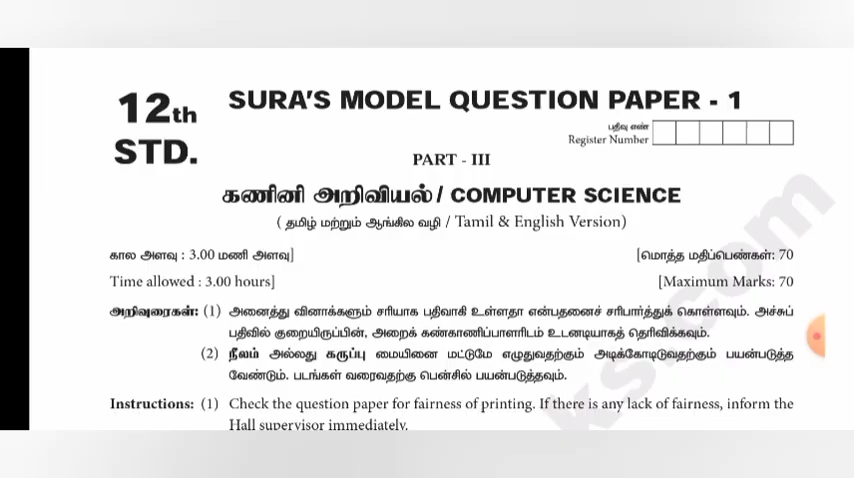 12th
STD.
SURA'S MODEL QUESTION PAPER - 1
பதிவு எண்
Register Number
PART - III
கணினி அறிவியல் / COMPUTER SCIENCE
( தமிழ் மற்றும் ஆங்கில வழி / Tamil & English Version)
கால அளவு : 3.00 மணி அளவு] [மொத்த மதிப்பெண்கள்: 70
Time allowed : 3.00 hours] [Maximum Marks: 70
அறிவுரைகள்: (1) அனைத்து வினாக்களும் சரியாக பதிவாகி உள்ளதா என்பதனைச் சரிபார்த்துக் கொள்ளவும். அச்சுப்
பதிவில் குறையிருப்பின், அறைக் கண்காணிப்பாளரிடம் உடனடியாகத் தெரிவிக்கவும்.
(2) நீலம் அல்லது கருப்பு மையினை மட்டுமே எழுதுவதற்கும் அடிக்கோடிடுவதற்கும் பயன்படுத்த
வேண்டும். படங்கள் வரைவதற்கு பென்சில் பயன்படுத்தவும்.
Instructions: (1) Check the question paper for fairness of printing. If there is any lack of fairness, inform the
Hall supervisor immediately.
ks.com